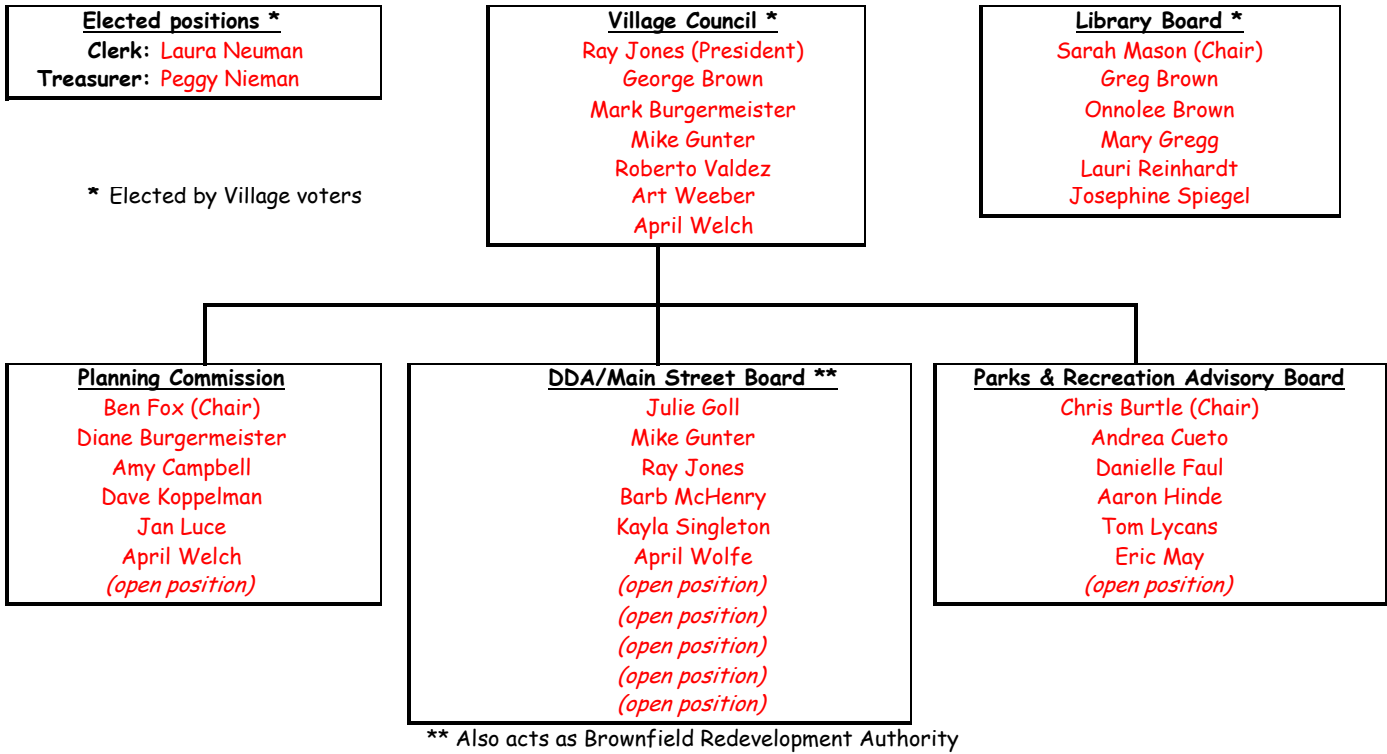 Elected positions *
Clerk: Laura Neuman
Treasurer: Peggy Nieman
* Elected by Village voters
Village Council *
Ray Jones (President)
George Brown
Mark Burgermeister
Mike Gunter
Roberto Valdez
Art Weeber
April Welch
Library Board *
Sarah Mason (Chair)
Greg Brown
Onnolee Brown
Mary Gregg
Lauri Reinhardt
Josephine Spiegel
Planning Commission
Ben Fox (Chair)
Diane Burgermeister
Amy Campbell
Dave Koppelman
Jan Luce
April Welch
(open position)
DDA/Main Street Board **
Julie Goll
Mike Gunter
Ray Jones
Barb McHenry
Kayla Singleton
April Wolfe
(open position)
(open position)
(open position)
(open position)
(open position)
Parks & Recreation Advisory Board
Chris Burtle (Chair)
Andrea Cueto
Danielle Faul
Aaron Hinde
Tom Lycans
Eric May
(open position)
** Also acts as Brownfield Redevelopment Authority